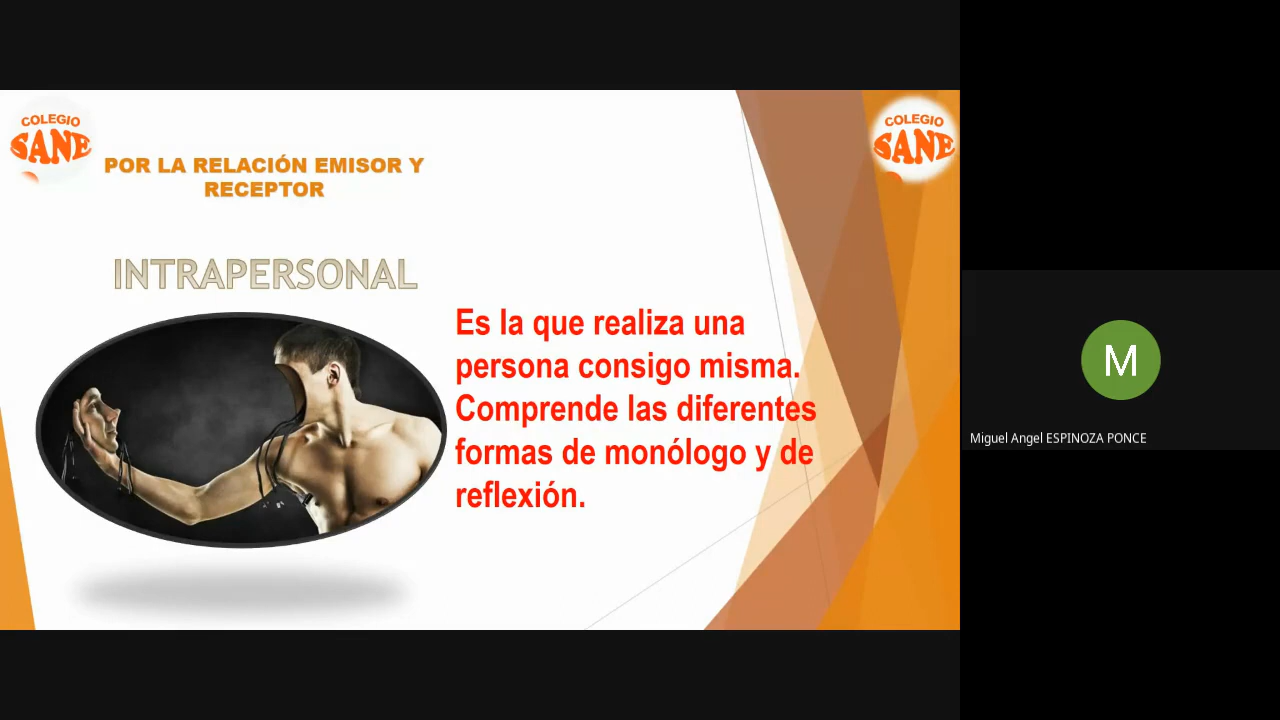 COLEGIO
SANE
COLEGIO
SANE
POR LA RELACIÓN EMISOR Y
RECEPTOR
INTRAPERSONAL
Es la que realiza una
persona consigo misma.
Comprende las diferentes
formas de monólogo y de
reflexión.
M
Miguel Angel ESPINOZA PONCE